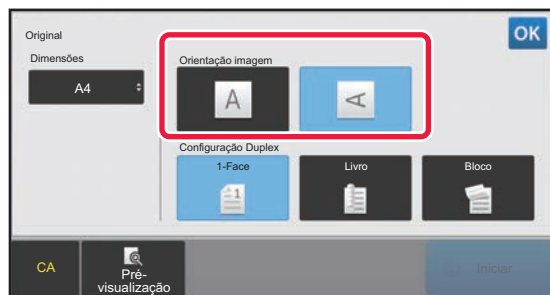 Original
OK
Dimensões
Orientação imagem
A4
A
A
Configuração Duplex
1-Face
Livro
Bloco
1
CA
Pré-
visualização
Iniciar